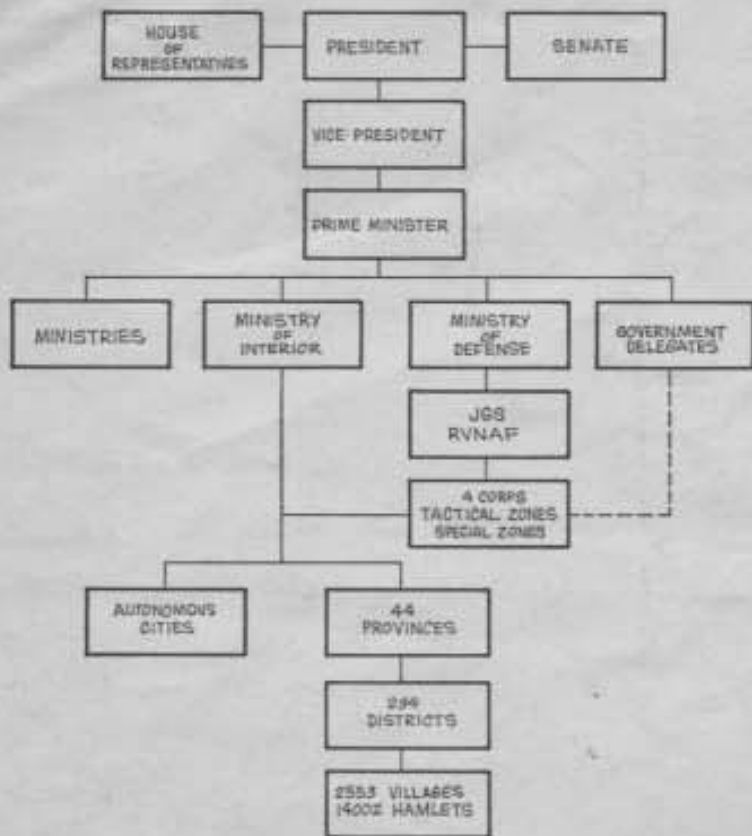 HOUSE
OF
REPRESENTATIVES
PRESIDENT
SENATE
VICE PRESIDENT
PRIME MINISTER
MINISTRIES
MINISTRY
OF
INTERIOR
MINISTRY
OF
DEFENSE
GOVERNMENT
DELEGATES
JGS
RVNAF
4 CORPS
TACTICAL ZONES
SPECIAL ZONES
AUTONOMOUS
CITIES
44
PROVINCES
294
DISTRICTS
2553 VILLAGES
14002 HAMLETS